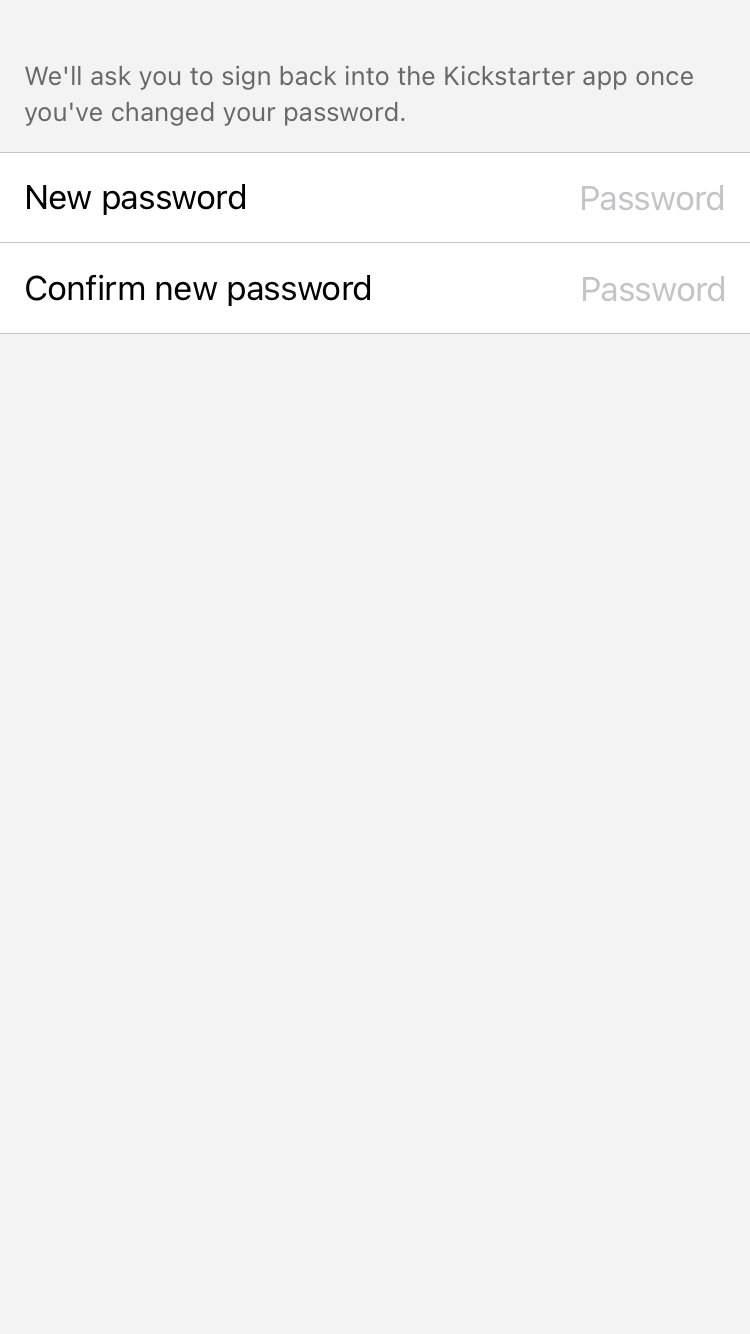 We'll ask you to sign back into the Kickstarter app once
you've changed your password.
New password Password
Confirm new password Password